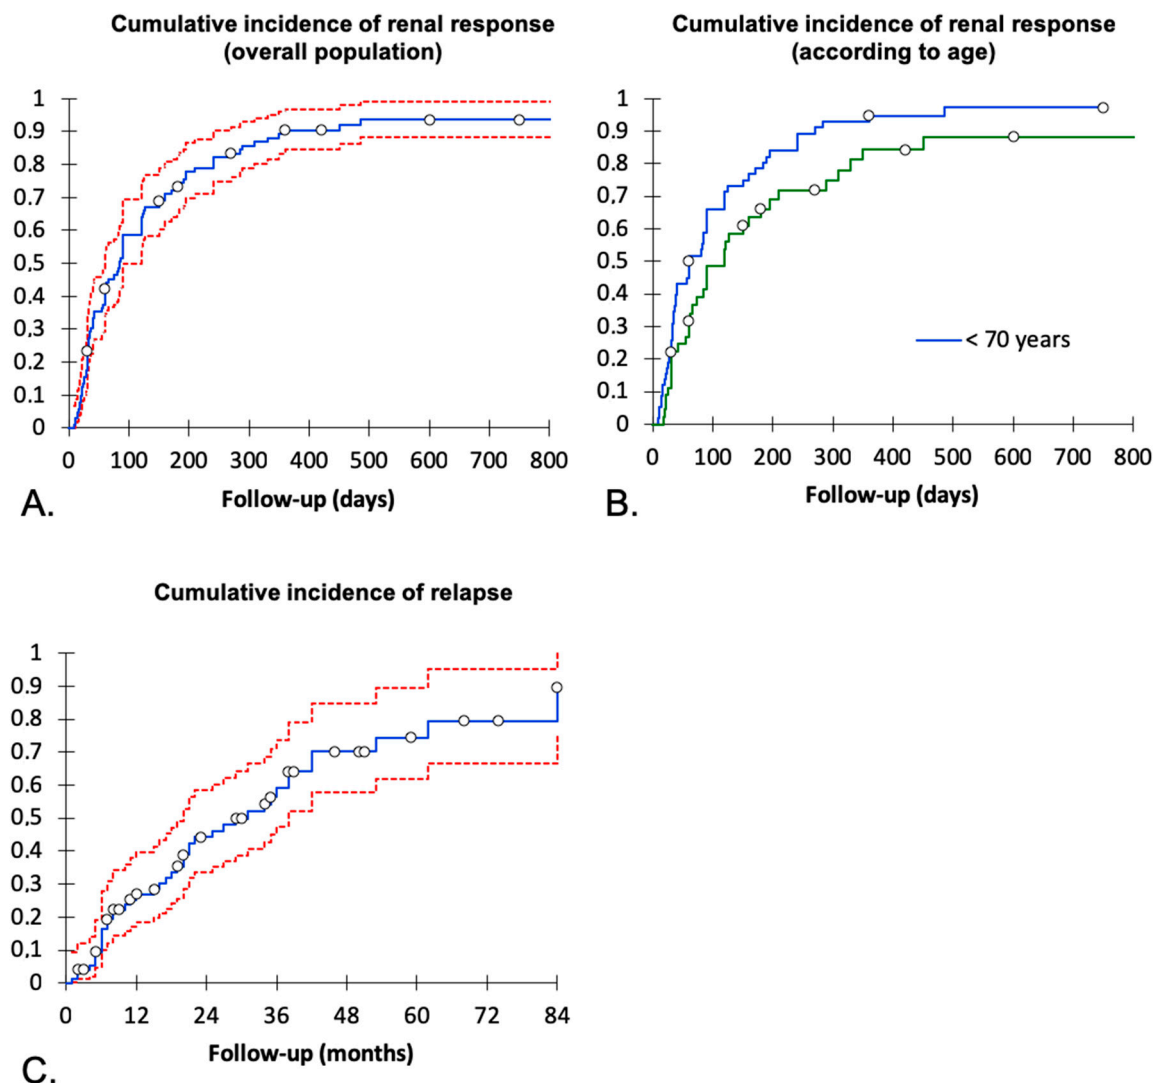 Cumulative incidence of renal response
(overall population)
1
0.9
0.8
0.7
0.6
0.5
0.4
0.3
0.2
0.1
0
0 100 200 300 400 500 600 700 800
Follow-up (days)
A.
Cumulative incidence of renal response
(according to age)
1
0.9
0.8
0.7
0.6
0.5
0.4
0.3
0.2
0.1
0
< 70 years
0 100 200 300 400 500 600 700 800
Follow-up (days)
B.
Cumulative incidence of relapse
1
0.9
0.8
0.7
0.6
0.5
0.4
0.3
0.2
0.1
0
0 12 24 36 48 60 72 84
Follow-up (months)
C.